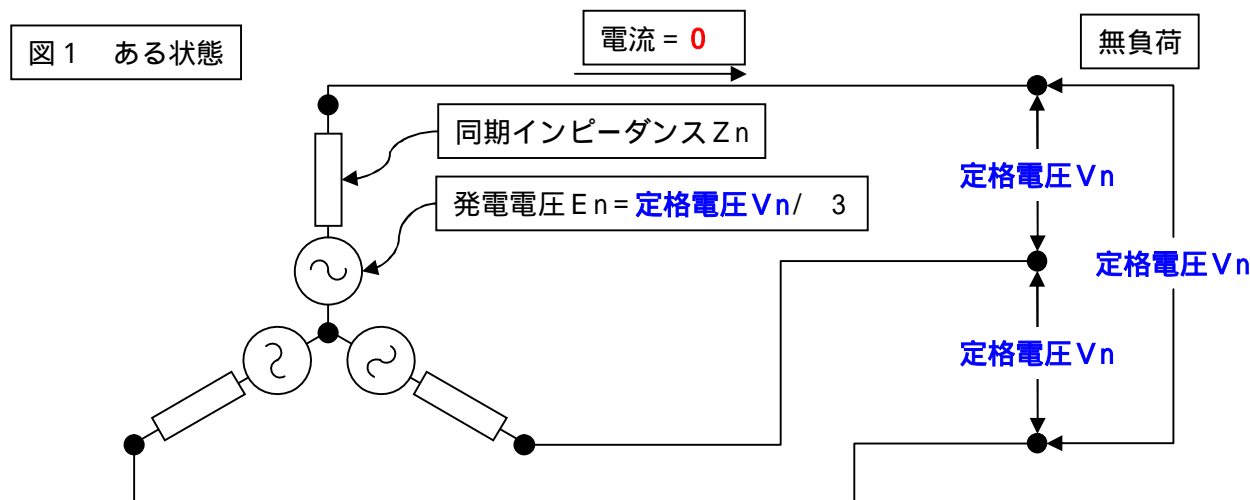 図1 ある状態
電流=0
無負荷
同期インピーダンスZn
発電電圧En=定格電圧Vn/ 3
定格電圧Vn
定格電圧Vn
定格電圧Vn